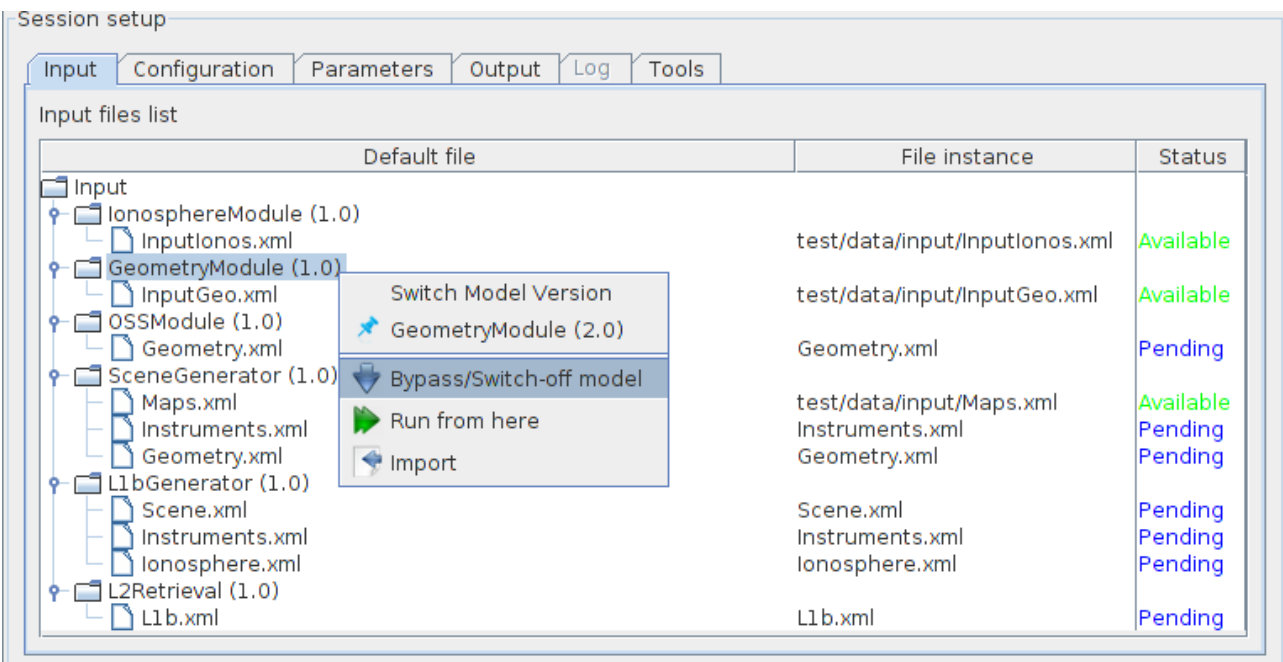 Session setup
Input Configuration Parameters Output Log Tools
Input files list
Default file File instance Status
Input
IonosphereModule (1.0)
InputIonos.xml test/data/input/InputIonos.xml Available
GeometryModule (1.0)
InputGeo.xml test/data/input/InputGeo.xml Available
OSSModule (1.0)
Geometry.xml Geometry.xml Pending
SceneGenerator (1.0)
Maps.xml test/data/input/Maps.xml Available
Instruments.xml Instruments.xml Pending
Geometry.xml Geometry.xml Pending
L1bGenerator (1.0)
Scene.xml Scene.xml Pending
Instruments.xml Instruments.xml Pending
Ionosphere.xml Ionosphere.xml Pending
L2Retrieval (1.0)
L1b.xml L1b.xml Pending
Switch Model Version
GeometryModule (2.0)
Bypass/Switch-off model
Run from here
Import